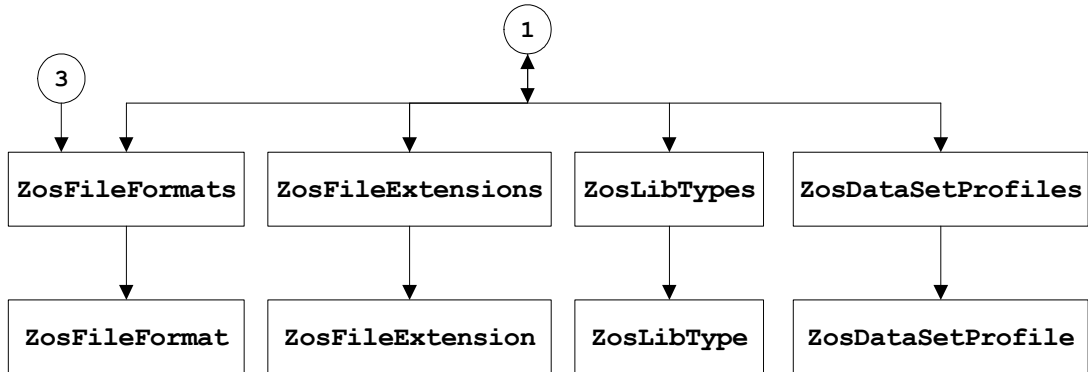 1
3
ZosFileFormats
ZosFileExtensions
ZosLibTypes
ZosDataSetProfiles
ZosFileFormat
ZosFileExtension
ZosLibType
ZosDataSetProfile